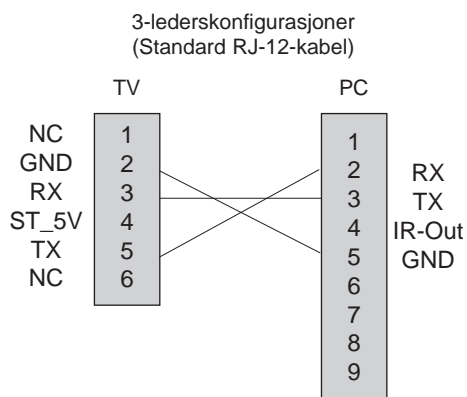 3-lederskonfigurasjoner
(Standard RJ-12-kabel)
TV
PC
NC
GND
RX
ST_5V
TX
NC
1
2
3
4
5
6
1
2
3
4
5
6
7
8
9
RX
TX
IR-Out
GND